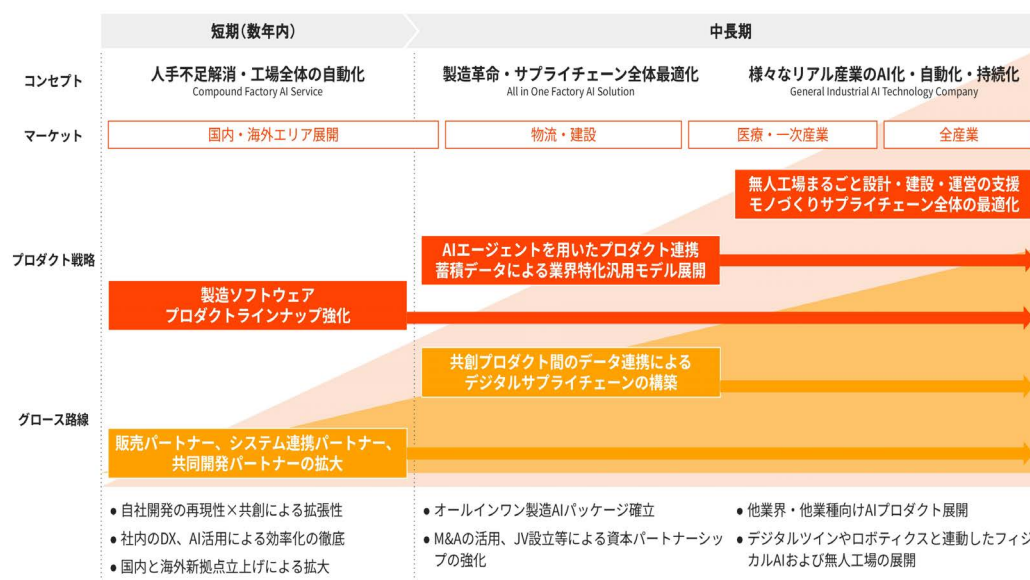 短期（数年内）
中長期
コンセプト
人手不足解消・工場全体の自動化
Compound Factory AI Service
製造革命・サプライチェーン全体最適化
All in One Factory AI Solution
様々なリアル産業のAI化・自動化・持続化
General Industrial AI Technology Company
マーケット
国内・海外エリア展開
物流・建設
医療・一次産業
全産業
無人工場まるごと設計・建設・運営の支援
モノづくりサプライチェーン全体の最適化
プロダクト戦略
AIエージェントを用いたプロダクト連携
蓄積データによる業界特化汎用モデル展開
製造ソフトウェア
プロダクトラインナップ強化
共創プロダクト間のデータ連携による
デジタルサプライチェーンの構築
グロース路線
販売パートナー、システム連携パートナー、
共同開発パートナーの拡大
● 自社開発の再現性×共創による拡張性
● 社内のDX、AI活用による効率化の徹底
● 国内と海外新拠点立上げによる拡大
● オールインワン製造AIパッケージ確立
● M&Aの活用、JV設立等による資本パートナーシッ
プの強化
● 他業界・他業種向けAIプロダクト展開
● デジタルツインやロボティクスと連動したフィジ
カルAIおよび無人工場の展開